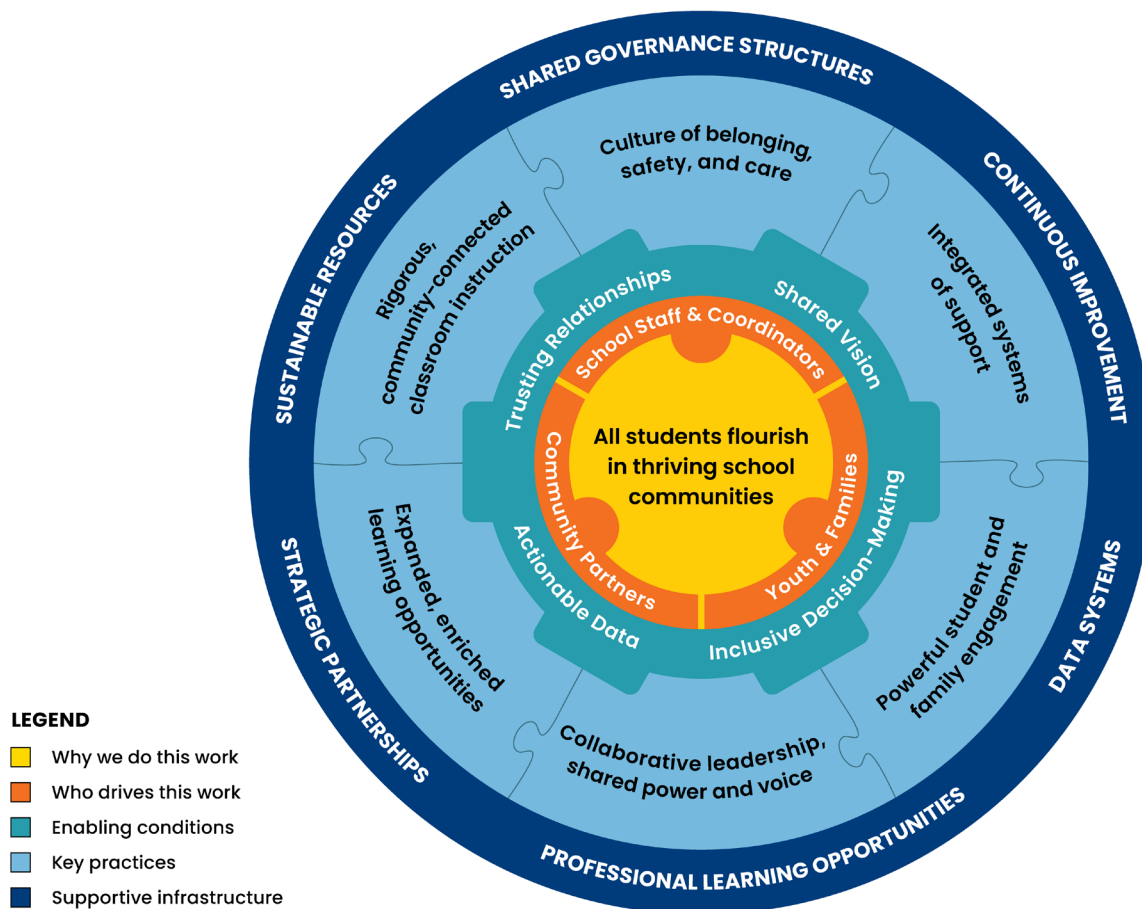 SHARED GOVERNANCE STRUCTURES
CONTINUOUS IMPROVEMENT
DATA SYSTEMS
PROFESSIONAL LEARNING OPPORTUNITIES
STRATEGIC PARTNERSHIPS
SUSTAINABLE RESOURCES
Culture of belonging,
safety, and care
Integrated systems
of support
Powerful student and
family engagement
Collaborative leadership,
shared power and voice
Expanded, enriched
learning opportunities
Rigorous,
community-connected
classroom instruction
Trusting Relationships
Shared Vision
Inclusive Decision-Making
Actionable Data
School Staff & Coordinators
Youth & Families
Community Partners
All students flourish
in thriving school
communities
LEGEND
Why we do this work
Who drives this work
Enabling conditions
Key practices
Supportive infrastructure